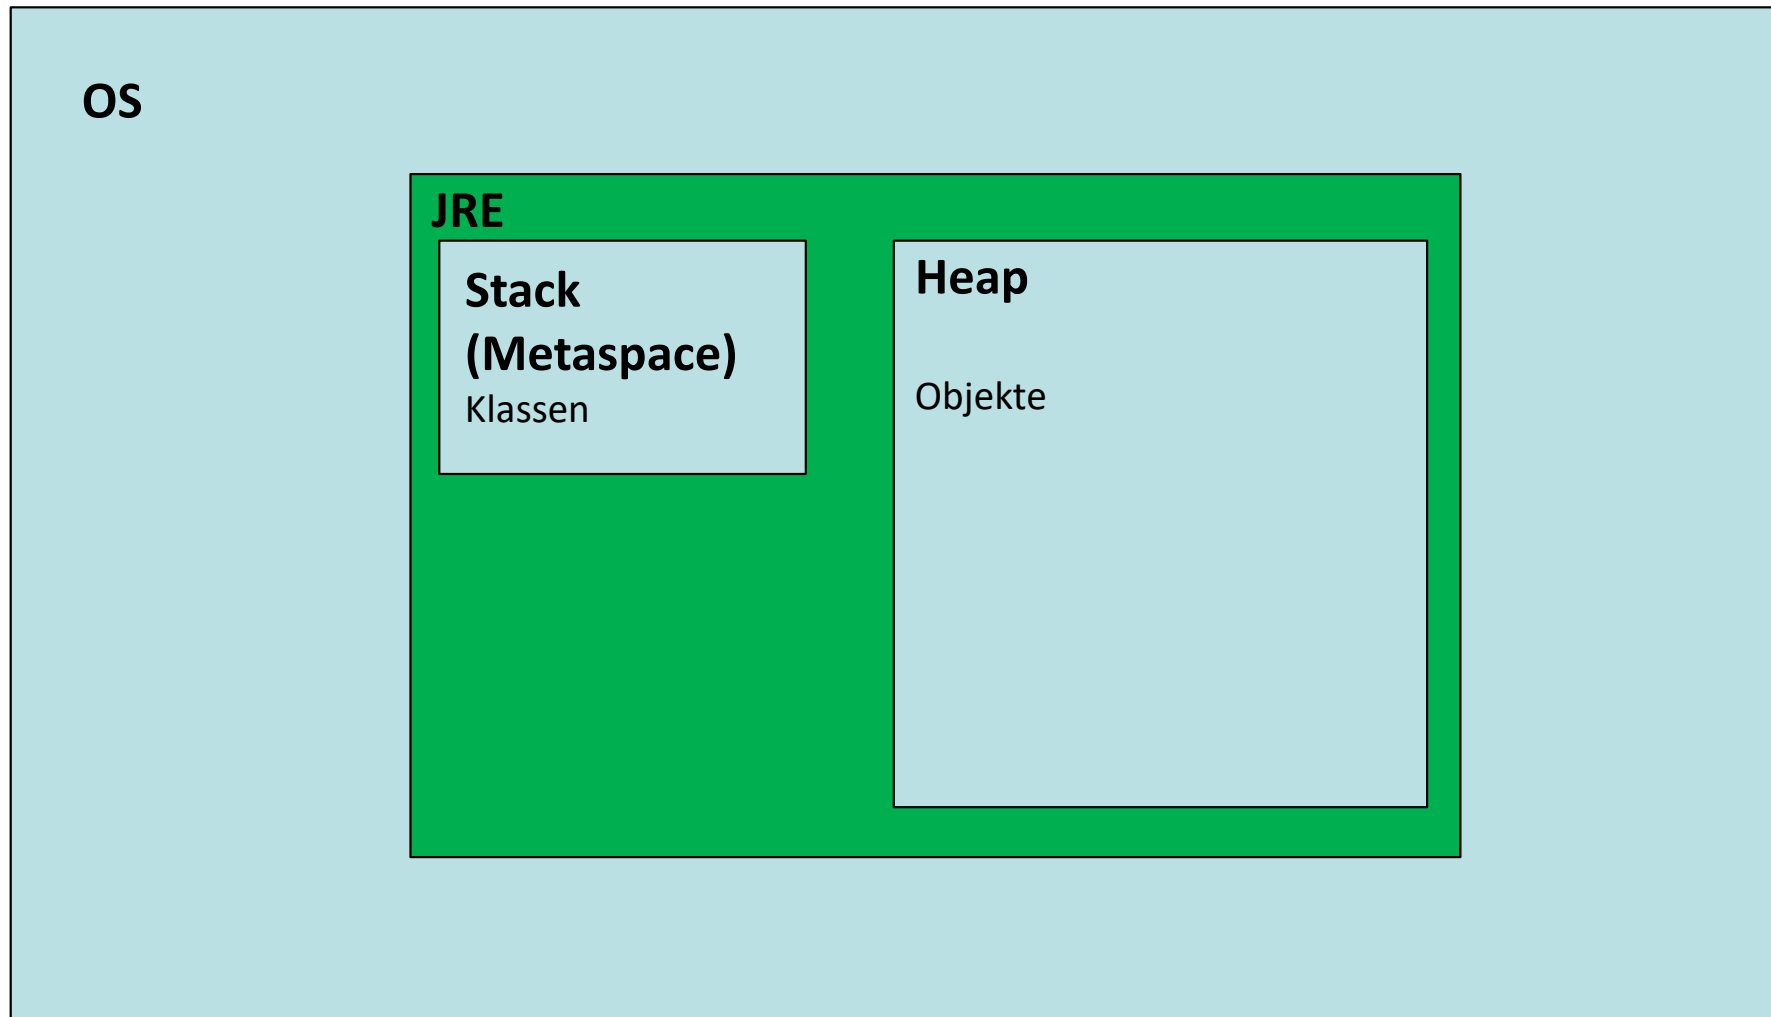 OS
JRE
Stack
(Metaspace)
Klassen
Heap
Objekte